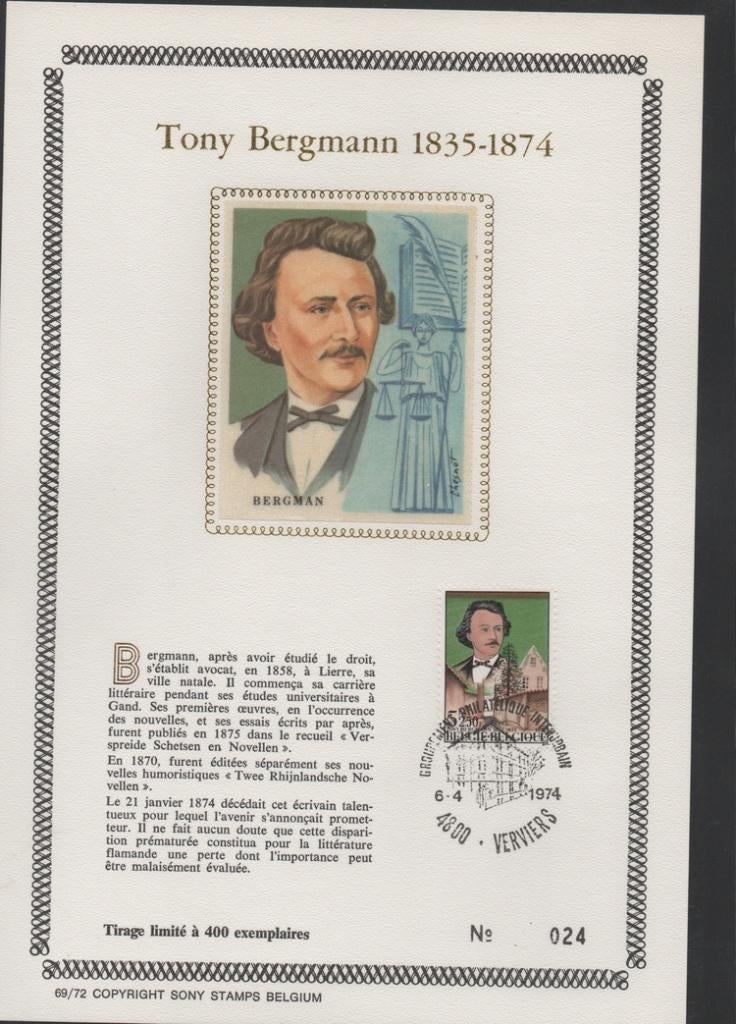 Tony Bergmann 1835-1874
BERGMAN
Bergmann, après avoir étudié le droit,
s'établit avocat, en 1858, à Lierre, sa
ville natale. Il commença sa carrière
littéraire pendant ses études universitaires à
Gand. Ses premières œuvres, en l'occurrence
des nouvelles, et ses essais écrits par après,
furent publiés en 1875 dans le recueil « Ver-
spreide Schetsen en Novellen ».
En 1870, furent éditées séparément ses nou-
velles humoristiques « Twee Rhijnlandsche No-
vellen ».
Le 21 janvier 1874 décédait cet écrivain talen-
tueux pour lequel l'avenir s'annonçait promet-
teur. Il ne fait aucun doute que cette dispari-
tion prématurée constitua pour la littérature
flamande une perte dont l'importance peut
être malaisément évaluée.
BELGIË BELGIQUE
GROUPEMENT PHILATELIQUE INTERURBAIN
6-4 1974
4800 · VERVIERS
Tirage limité à 400 exemplaires
Nº 024
69/72 COPYRIGHT SONY STAMPS BELGIUM